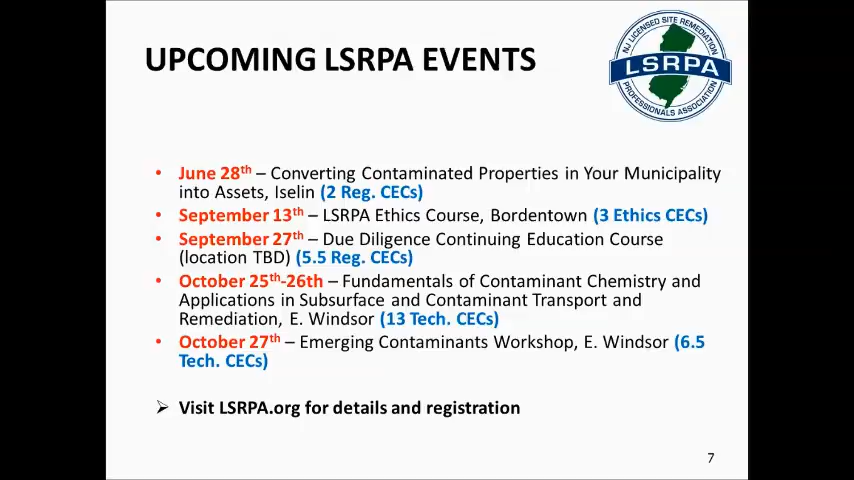 UPCOMING LSRPA EVENTS
NJ LICENSED SITE REMEDIATION
LSRPA
PROFESSIONALS ASSOCIATION
• June 28th – Converting Contaminated Properties in Your Municipality
into Assets, Iselin (2 Reg. CECs)
• September 13th – LSRPA Ethics Course, Bordentown (3 Ethics CECs)
• September 27th – Due Diligence Continuing Education Course
(location TBD) (5.5 Reg. CECs)
• October 25th-26th – Fundamentals of Contaminant Chemistry and
Applications in Subsurface and Contaminant Transport and
Remediation, E. Windsor (13 Tech. CECs)
• October 27th – Emerging Contaminants Workshop, E. Windsor (6.5
Tech. CECs)
➢ Visit LSRPA.org for details and registration
7